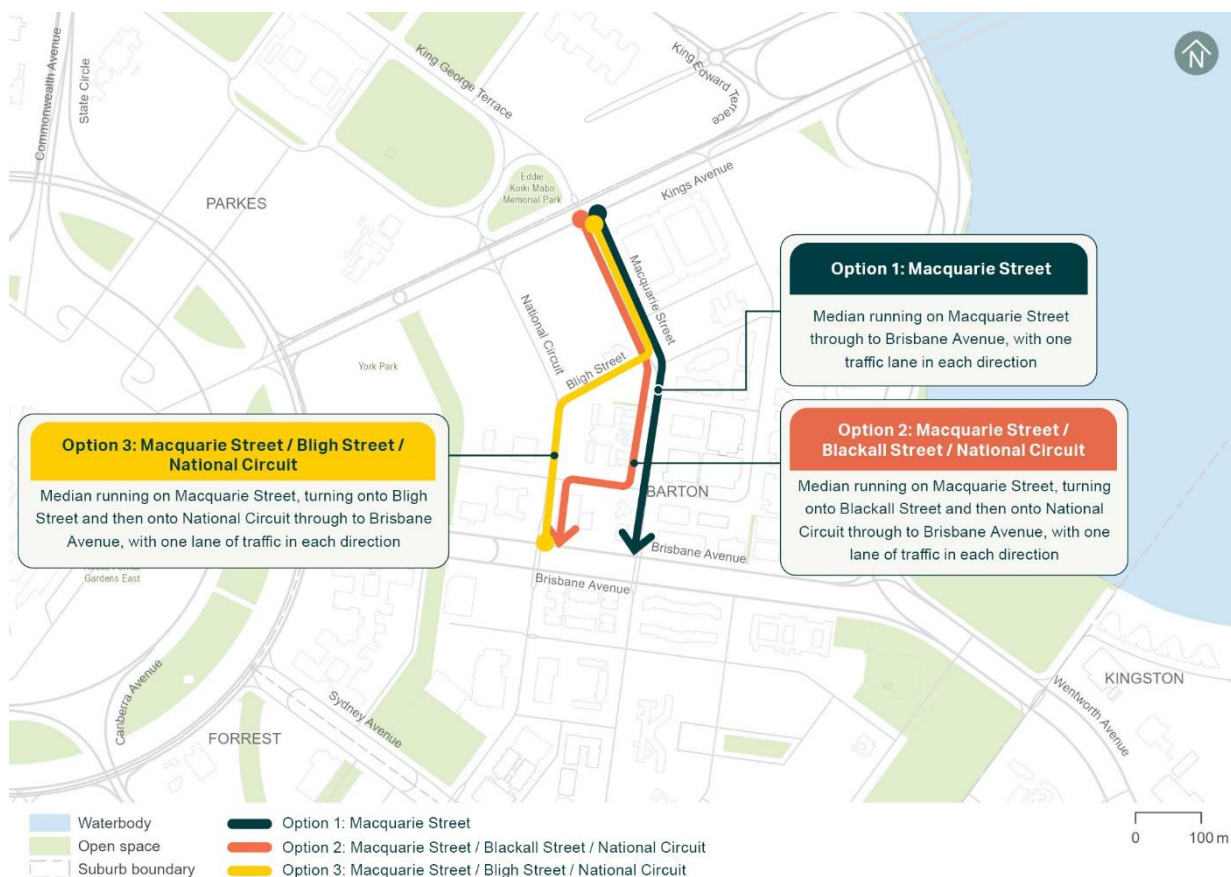 Commonwealth Avenue
State Circle
King George Terrace
King Edward Terrace
N
Kings Avenue
PARKES
Eddie
Koiki Mabo
Memorial Park
Macquarie Street
National Circuit
Bligh Street
York Park
Option 1: Macquarie Street
Median running on Macquarie Street
through to Brisbane Avenue, with one
traffic lane in each direction
Option 3: Macquarie Street / Bligh Street /
National Circuit
Median running on Macquarie Street, turning onto Bligh
Street and then onto National Circuit through to Brisbane
Avenue, with one lane of traffic in each direction
Option 2: Macquarie Street /
Blackall Street / National Circuit
Median running on Macquarie Street, turning
onto Blackall Street and then onto National
Circuit through to Brisbane Avenue, with one
lane of traffic in each direction
BARTON
Brisbane Avenue
Brisbane Avenue
Gardens East
Canberra Avenue
Sydney Avenue
FORREST
KINGSTON
Wentworth Avenue
Waterbody
Open space
Suburb boundary
Option 1: Macquarie Street
Option 2: Macquarie Street / Blackall Street / National Circuit
Option 3: Macquarie Street / Bligh Street / National Circuit
0 100 m